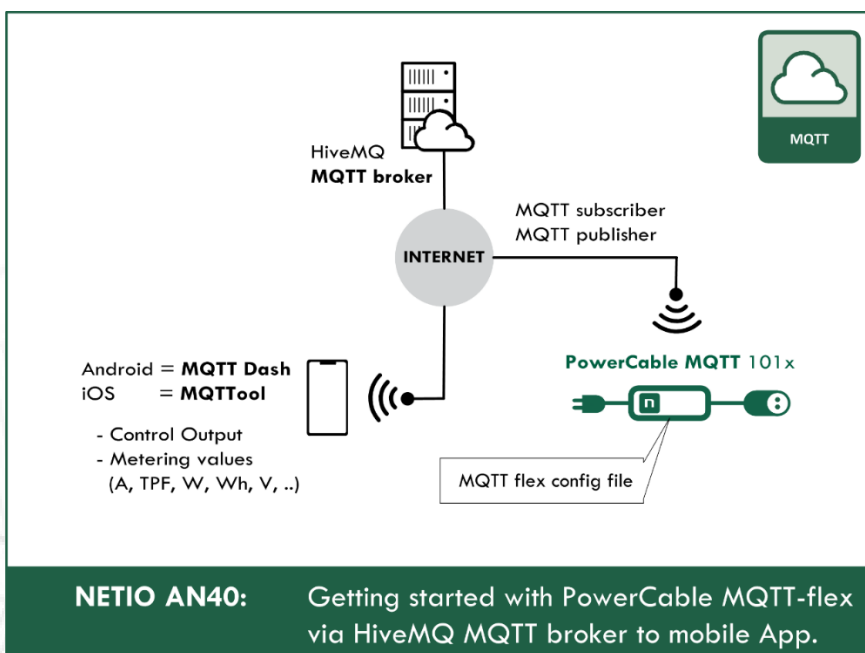 MQTT
HiveMQ
MQTT broker
INTERNET
MQTT subscriber
MQTT publisher
Android = MQTT Dash
iOS = MQTTool
- Control Output
- Metering values
(A, TPF, W, Wh, V, ..)
PowerCable MQTT 101x
n
MQTT flex config file
NETIO AN40: Getting started with PowerCable MQTT-flex
via HiveMQ MQTT broker to mobile App.